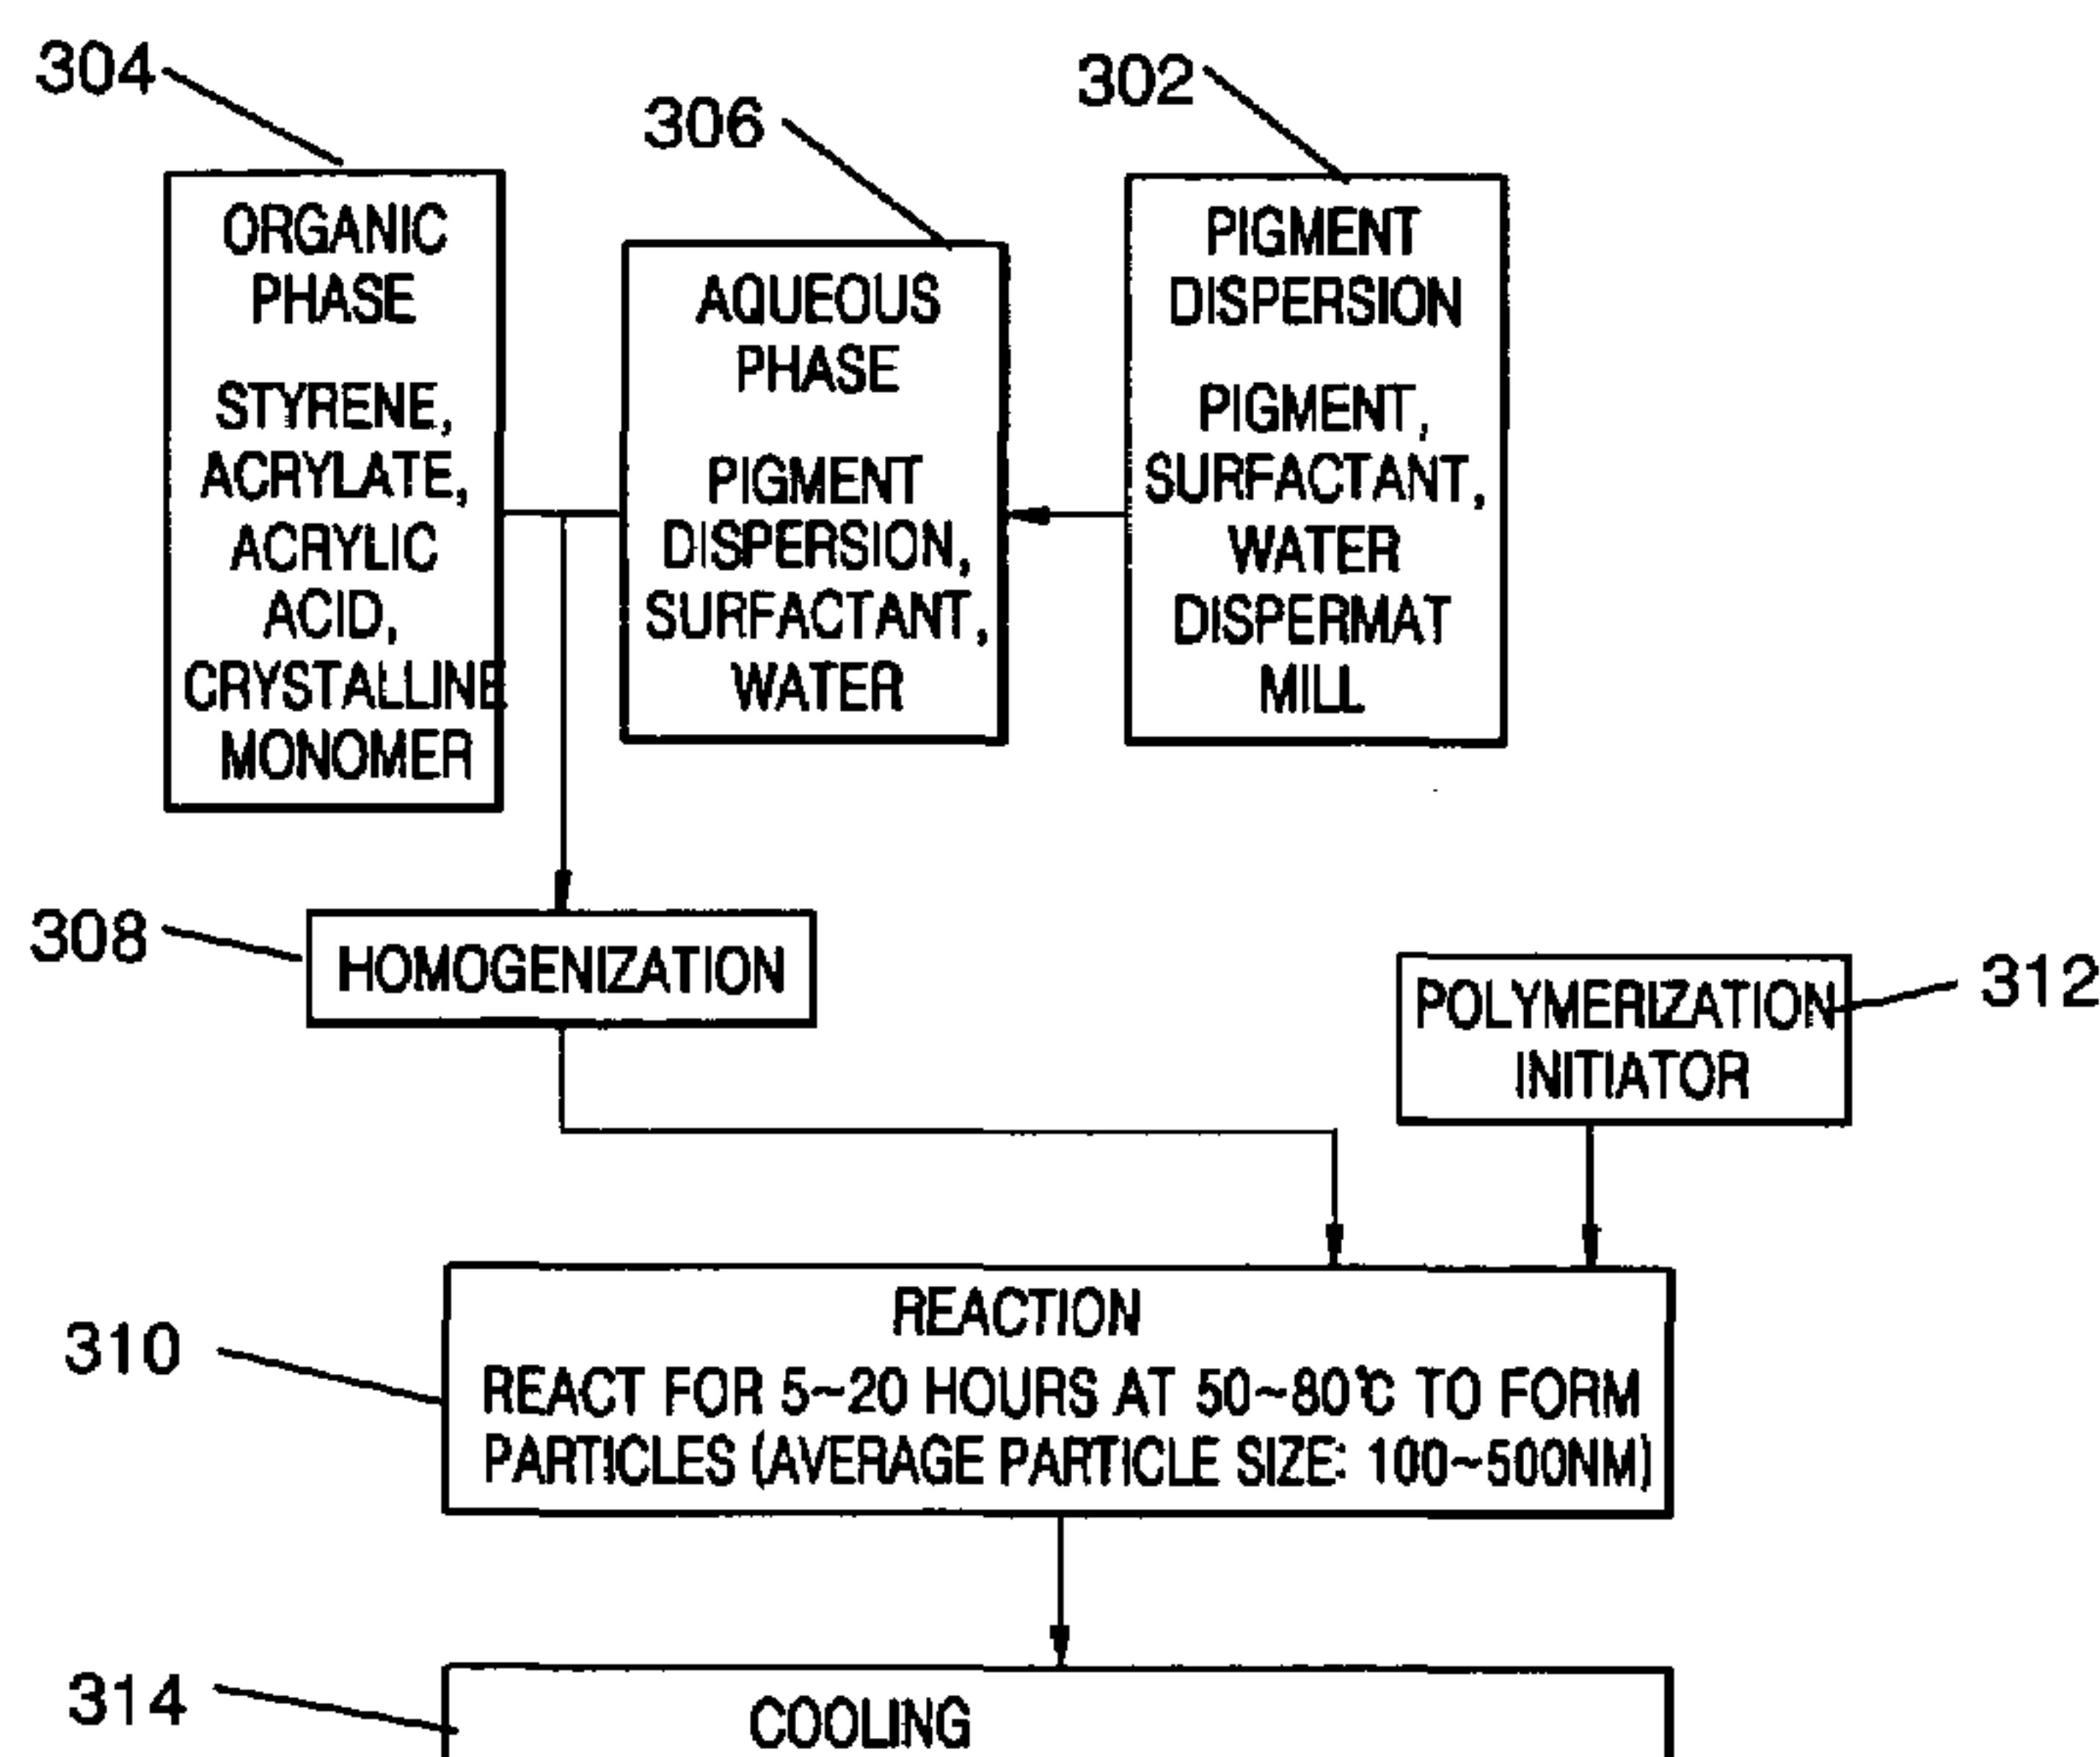 304
306
302
ORGANIC
PHASE
STYRENE,
ACRYLATE,
ACRYLIC
ACID,
CRYSTALLINE
MONOMER
AQUEOUS
PHASE
PIGMENT
DISPERSION,
SURFACTANT,
WATER
PIGMENT
DISPERSION
PIGMENT,
SURFACTANT,
WATER
DISPERMAT
MILL
308
HOMOGENIZATION
POLYMERIZATION
INITIATOR
312
310
REACTION
REACT FOR 5~20 HOURS AT 50~80℃ TO FORM
PARTICLES (AVERAGE PARTICLE SIZE: 100~500NM)
314
COOLING